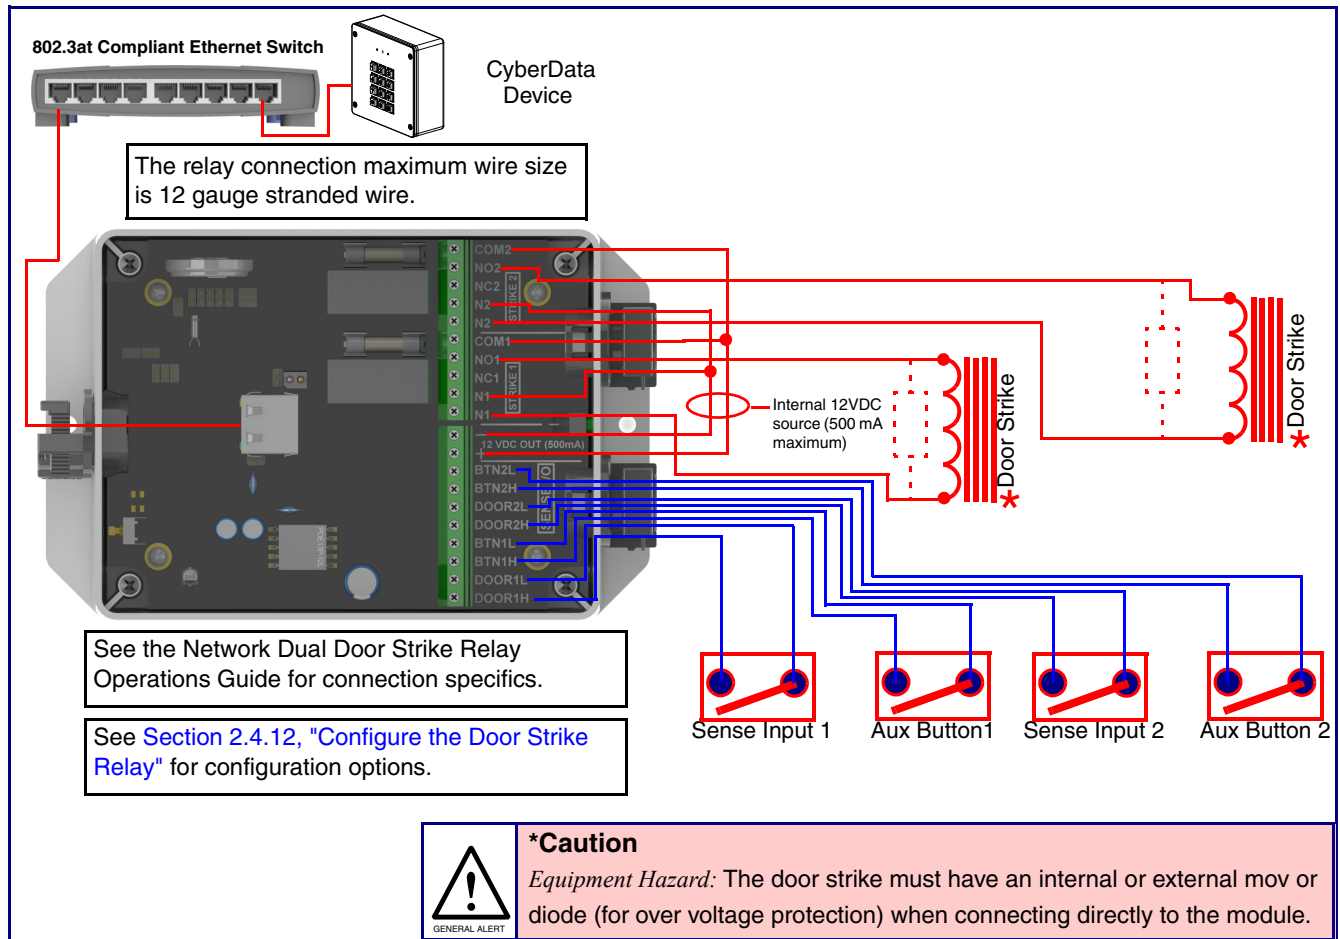 802.3at Compliant Ethernet Switch
CyberData
Device
The relay connection maximum wire size
is 12 gauge stranded wire.
COM2
NO2
NC2
N2
N2
STRIKE 2
COM1
NO1
NC1
N1
N1
STRIKE 1
-
12 VDC OUT (500mA)
+
BTN2L
BTN2H
DOOR2L
DOOR2H
BTN1L
BTN1H
DOOR1L
DOOR1H
Internal 12VDC
source (500 mA
maximum)
*Door Strike
*Door Strike
See the Network Dual Door Strike Relay
Operations Guide for connection specifics.
See Section 2.4.12, "Configure the Door Strike
Relay" for configuration options.
Sense Input 1
Aux Button1
Sense Input 2
Aux Button 2
GENERAL ALERT
*Caution
Equipment Hazard: The door strike must have an internal or external mov or
diode (for over voltage protection) when connecting directly to the module.